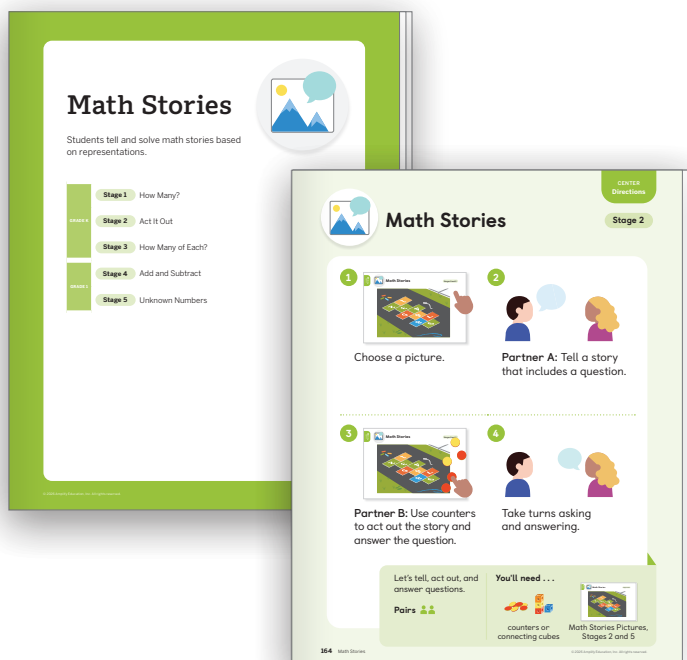 Math Stories
Students tell and solve math stories based
on representations.
Stage 1 How Many?
Stage 2 Act It Out
Stage 3 How Many of Each?
Stage 4 Add and Subtract
Stage 5 Unknown Numbers
CENTER
Directions
Math Stories
Stage 2
1
Math Stories
Choose a picture.
2
Partner A: Tell a story
that includes a question.
3
Math Stories
Partner B: Use counters
to act out the story and
answer the question.
4
Take turns asking
and answering.
Let's tell, act out, and
answer questions.
Pairs
You'll need . . .
counters or
connecting cubes
Math Stories Pictures,
Stages 2 and 5
164 Math Stories